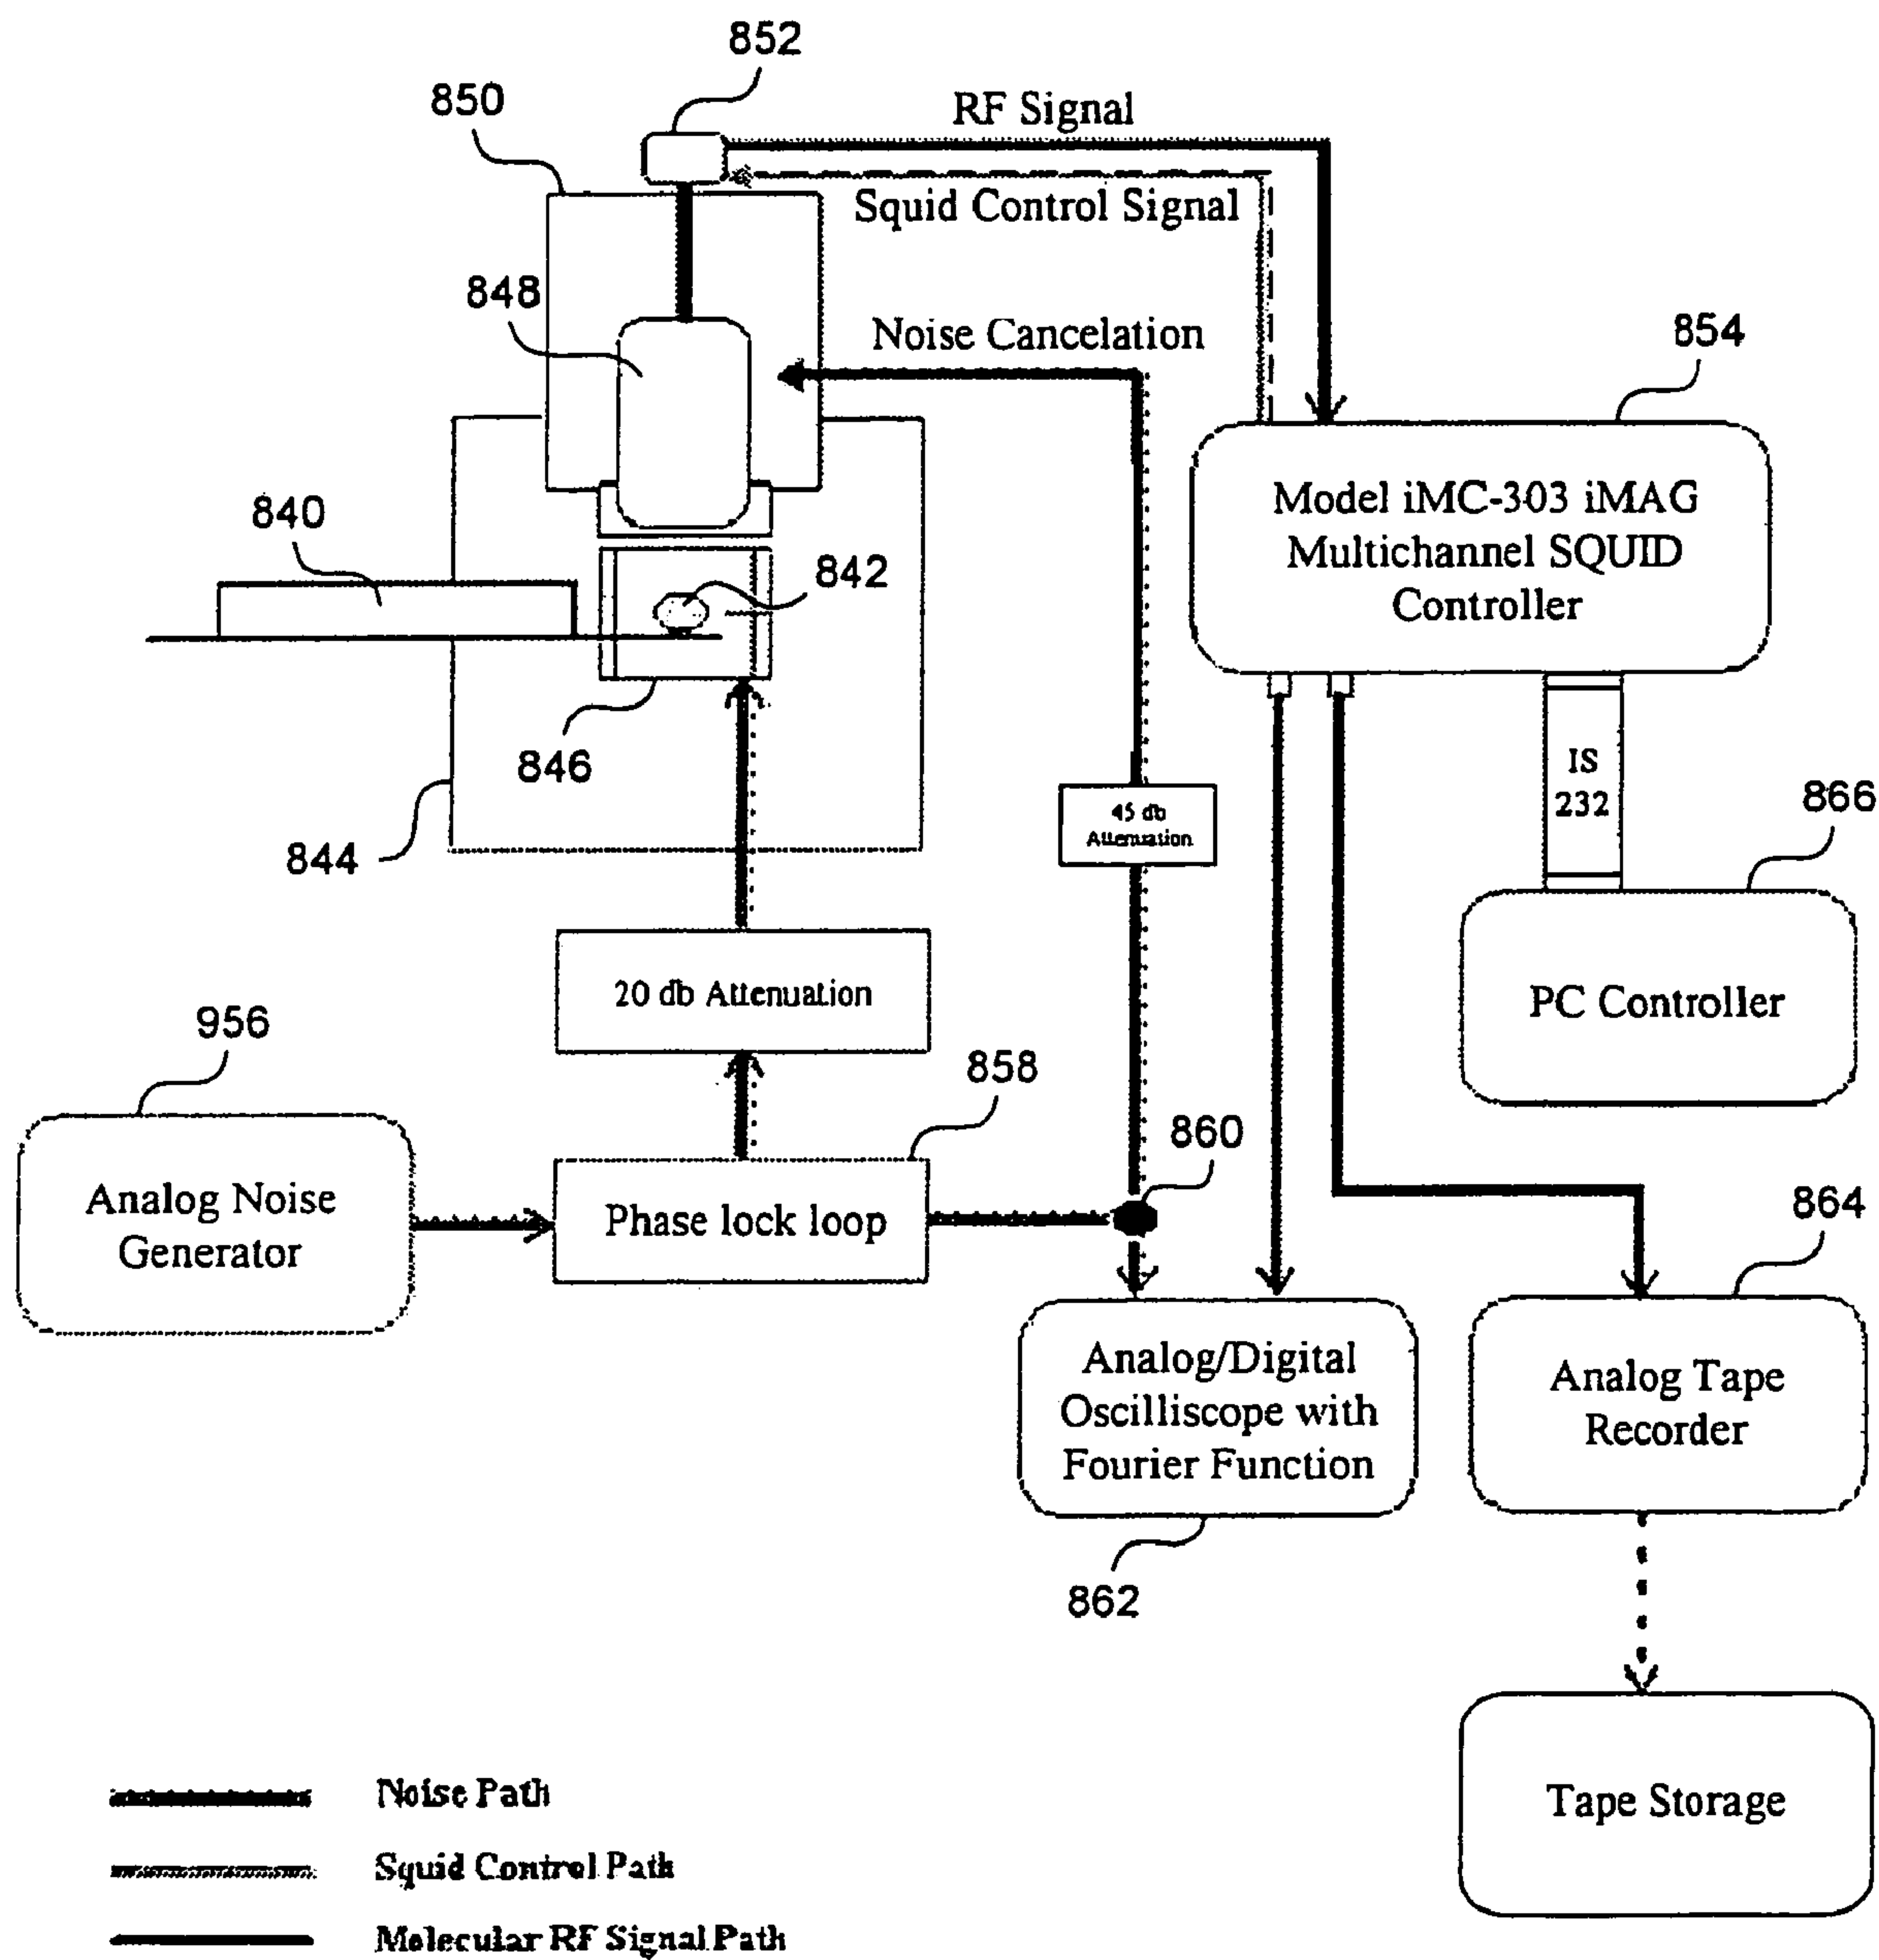 852
850
RF Signal
Squid Control Signal
848
Noise Cancelation
854
Model iMC-303 iMAG
Multichannel SQUID
Controller
840
842
846
844
45 db
Attenuation
IS
232
866
PC Controller
20 db Attenuation
956
858
860
Analog Noise
Generator
Phase lock loop
864
Analog/Digital
Oscilliscope with
Fourier Function
Analog Tape
Recorder
862
Tape Storage
Noise Path
Squid Control Path
Molecular RF Signal Path